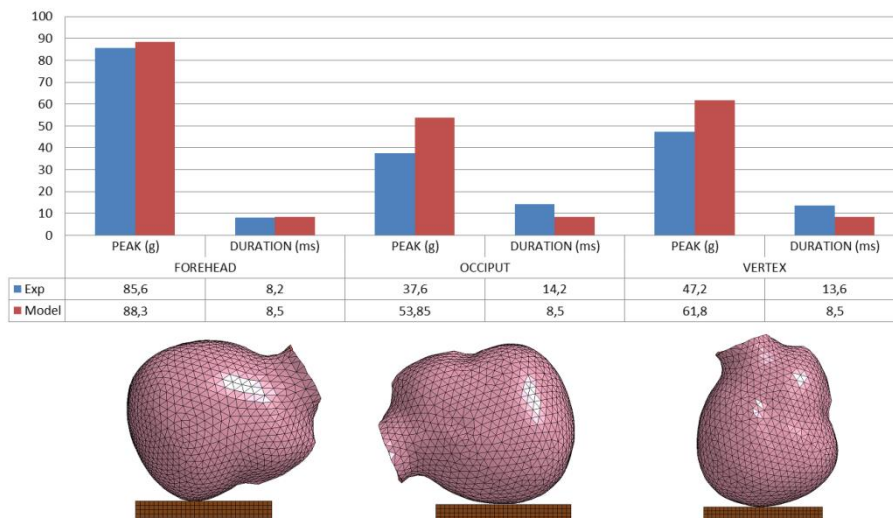 100
90
80
70
60
50
40
30
20
10
0
PEAK (g) DURATION (ms) PEAK (g) DURATION (ms) PEAK (g) DURATION (ms)
FOREHEAD OCCIPUT VERTEX
Exp 85,6 8,2 37,6 14,2 47,2 13,6
Model 88,3 8,5 53,85 8,5 61,8 8,5